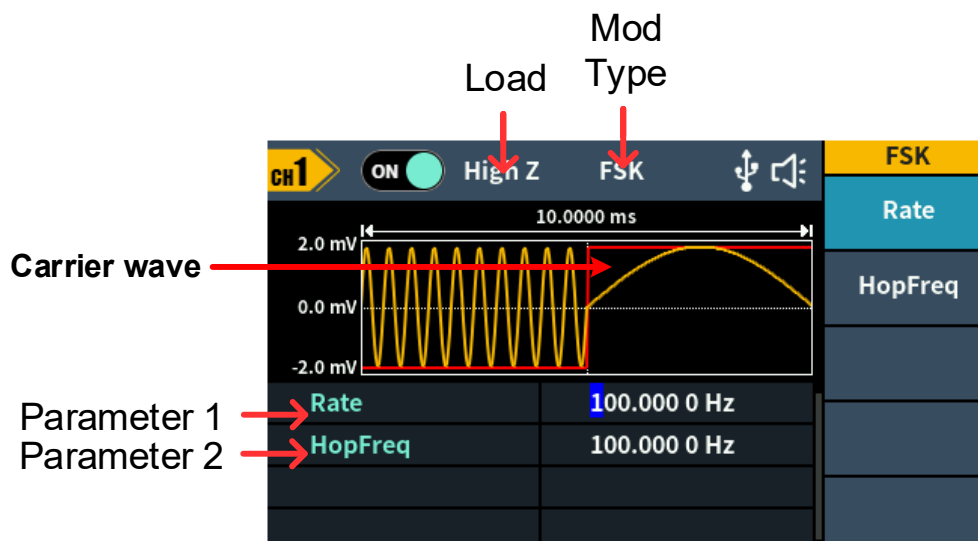 Mod
Type
Load
CH1 ON High Z FSK
FSK
Rate
HopFreq
10.0000 ms
2.0 mV
Carrier wave
0.0 mV
-2.0 mV
Parameter 1
Rate 100.000 0 Hz
Parameter 2
HopFreq 100.000 0 Hz